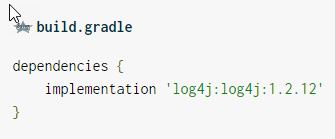 build.gradle
dependencies {
    implementation 'log4j:log4j:1.2.12'
}